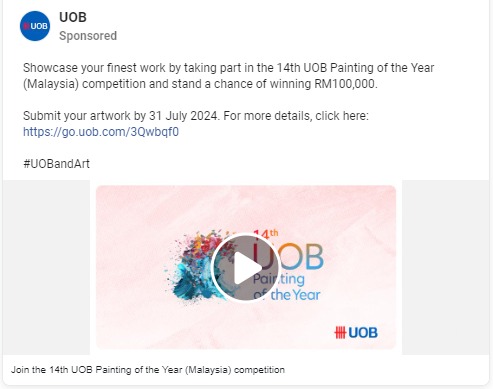 UOB
UOB
Sponsored
Showcase your finest work by taking part in the 14th UOB Painting of the Year
(Malaysia) competition and stand a chance of winning RM100,000.
Submit your artwork by 31 July 2024. For more details, click here:
https://go.uob.com/3Qwbqf0
#UOBandArt
14th
UOB
Painting
of the Year
UOB
Join the 14th UOB Painting of the Year (Malaysia) competition